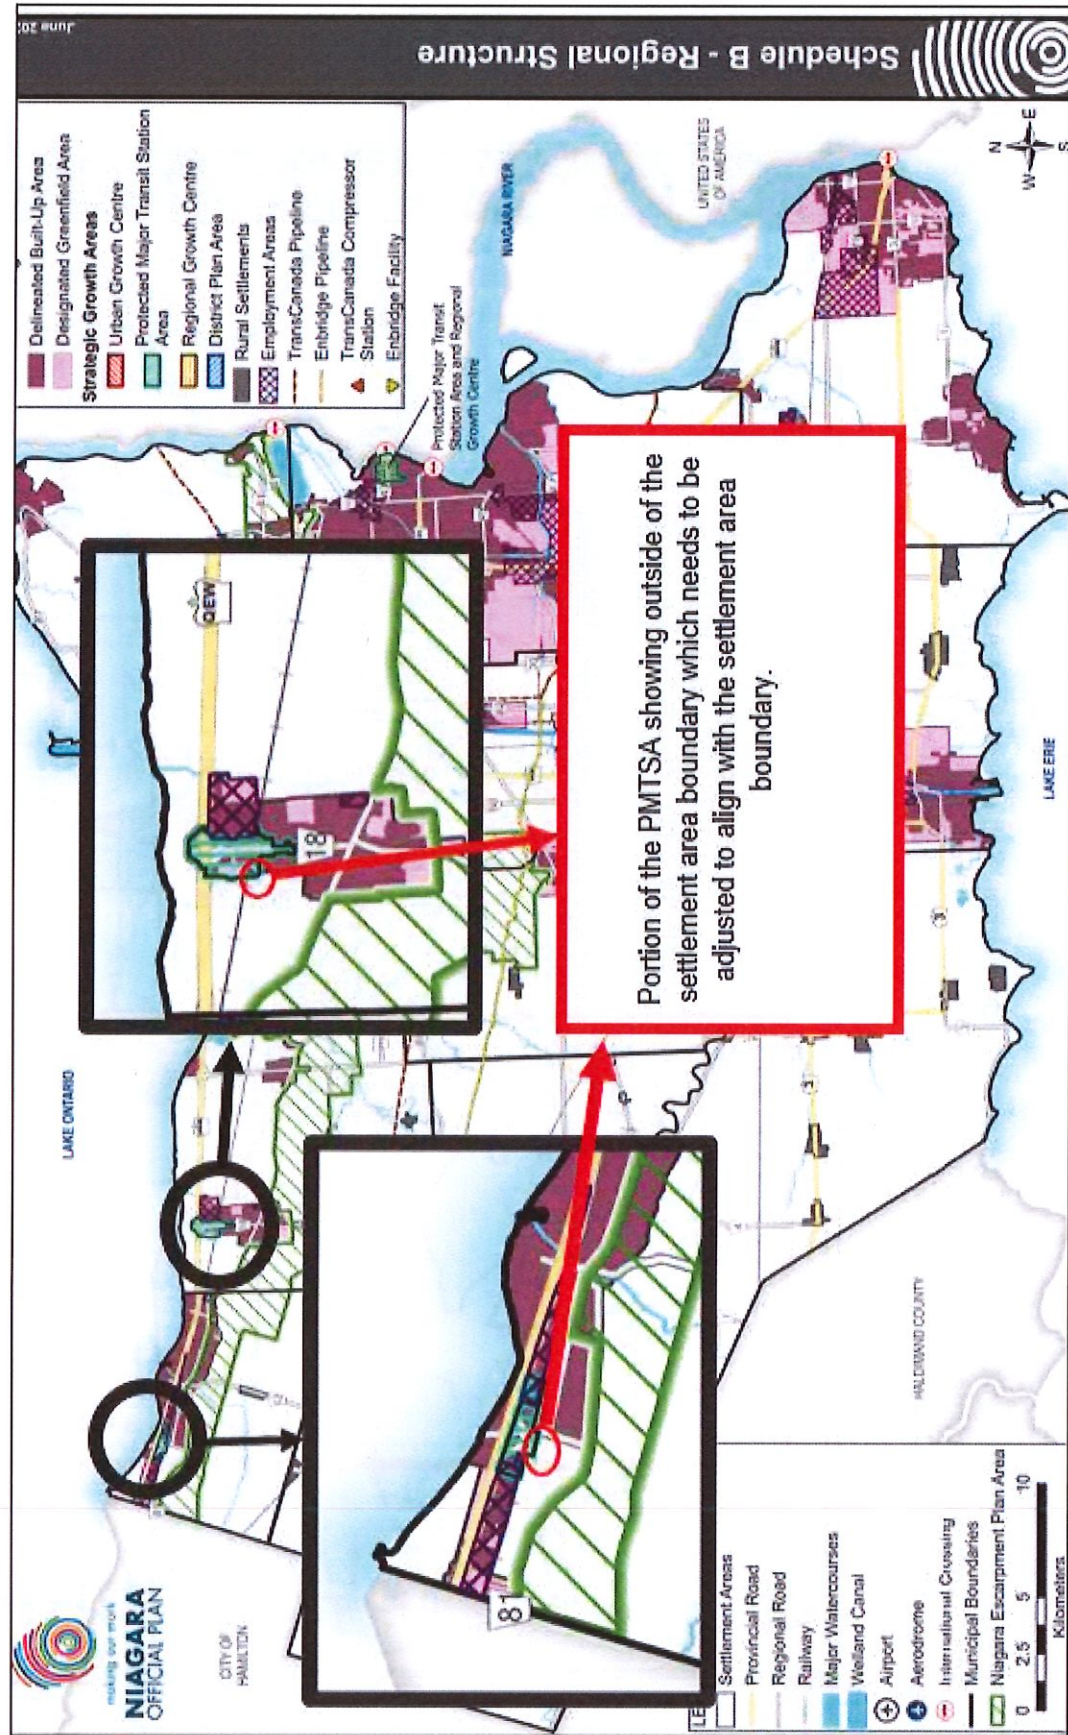 Schedule B - Regional Structure
making our mark
NIAGARA
OFFICIAL PLAN
CITY OF
HAMILTON
LAKE ONTARIO
Delineated Built-Up Area
Designated Greenfield Area
Strategic Growth Areas
Urban Growth Centre
Protected Major Transit Station
Area
Regional Growth Centre
District Plan Area
Rural Settlements
Employment Areas
TransCanada Pipeline
Enbridge Pipeline
TransCanada Compressor
Station
Enbridge Facility
Protected Major Transit
Station Area and Regional
Growth Centre
NIAGARA RIVER
UNITED STATES
OF AMERICA
QEW
18
81
Portion of the PMTSA showing outside of the
settlement area boundary which needs to be
adjusted to align with the settlement area
boundary.
3
3
HALDIMAND COUNTY
LAKE ERIE
N
W
E
S
Settlement Areas
Provincial Road
Regional Road
Railway
Major Watercourses
Welland Canal
Airport
Aerodrome
International Crossing
Municipal Boundaries
Niagara Escarpment Plan Area
0 2.5 5 10
Kilometers